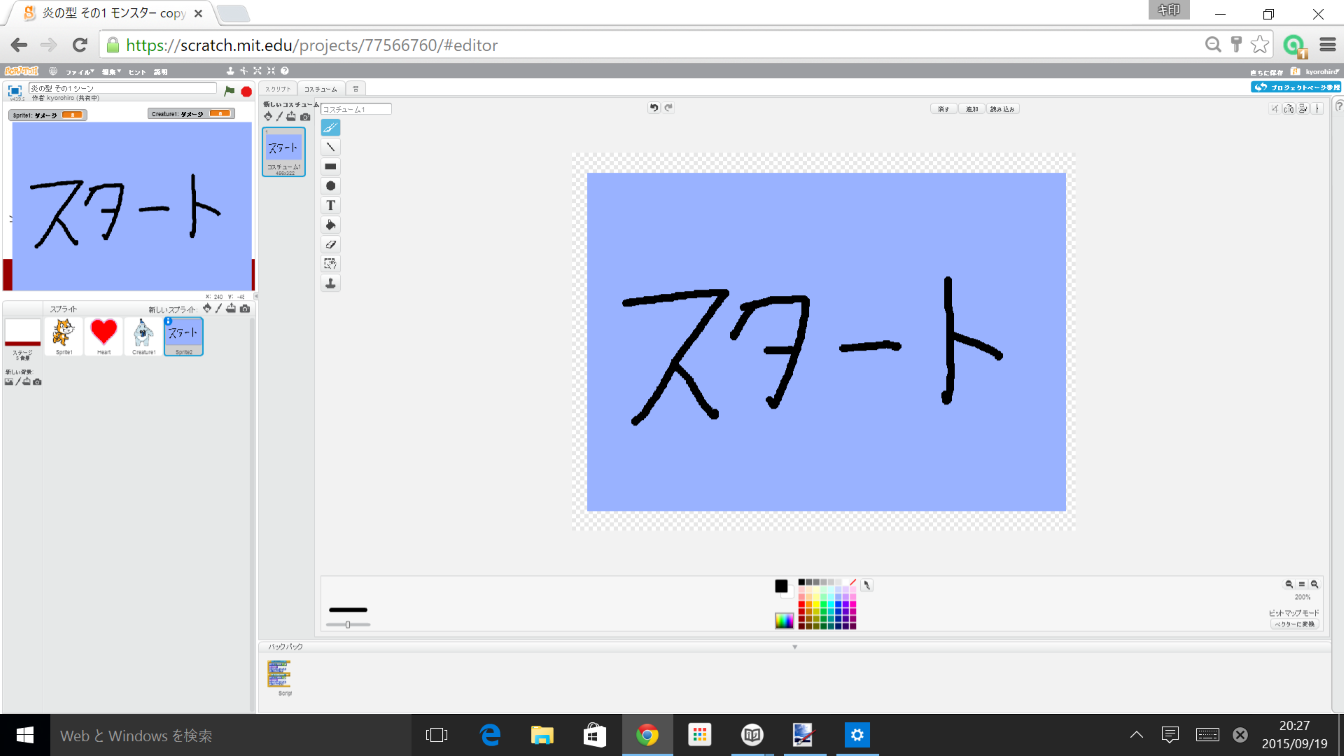 炎の型 その1 モンスター copy
キ印
https://scratch.mit.edu/projects/77566760/#editor
ファイル 編集 ヒント 説明
直ちに保存 kyorohiro
炎の型 その1シーン
作者 kyorohiro (共有中)
スクリプト コスチューム 音
プロジェクトページ参照
Sprite1: ダメージ 0
Creature1: ダメージ 0
新しいコスチューム
コスチューム1
消す 追加 読み込み
スタート
1
スタート
コスチューム1
スタート
X: 240 Y: -41
スプライト 新しいスプライト:
スタート
ステージ
Sprite1 Heart Creature1 Sprite2
新しい背景:
200%
ビットマップモード
ベクターに変換
バックパック
Script
Web と Windows を検索
20:27
2015/09/19